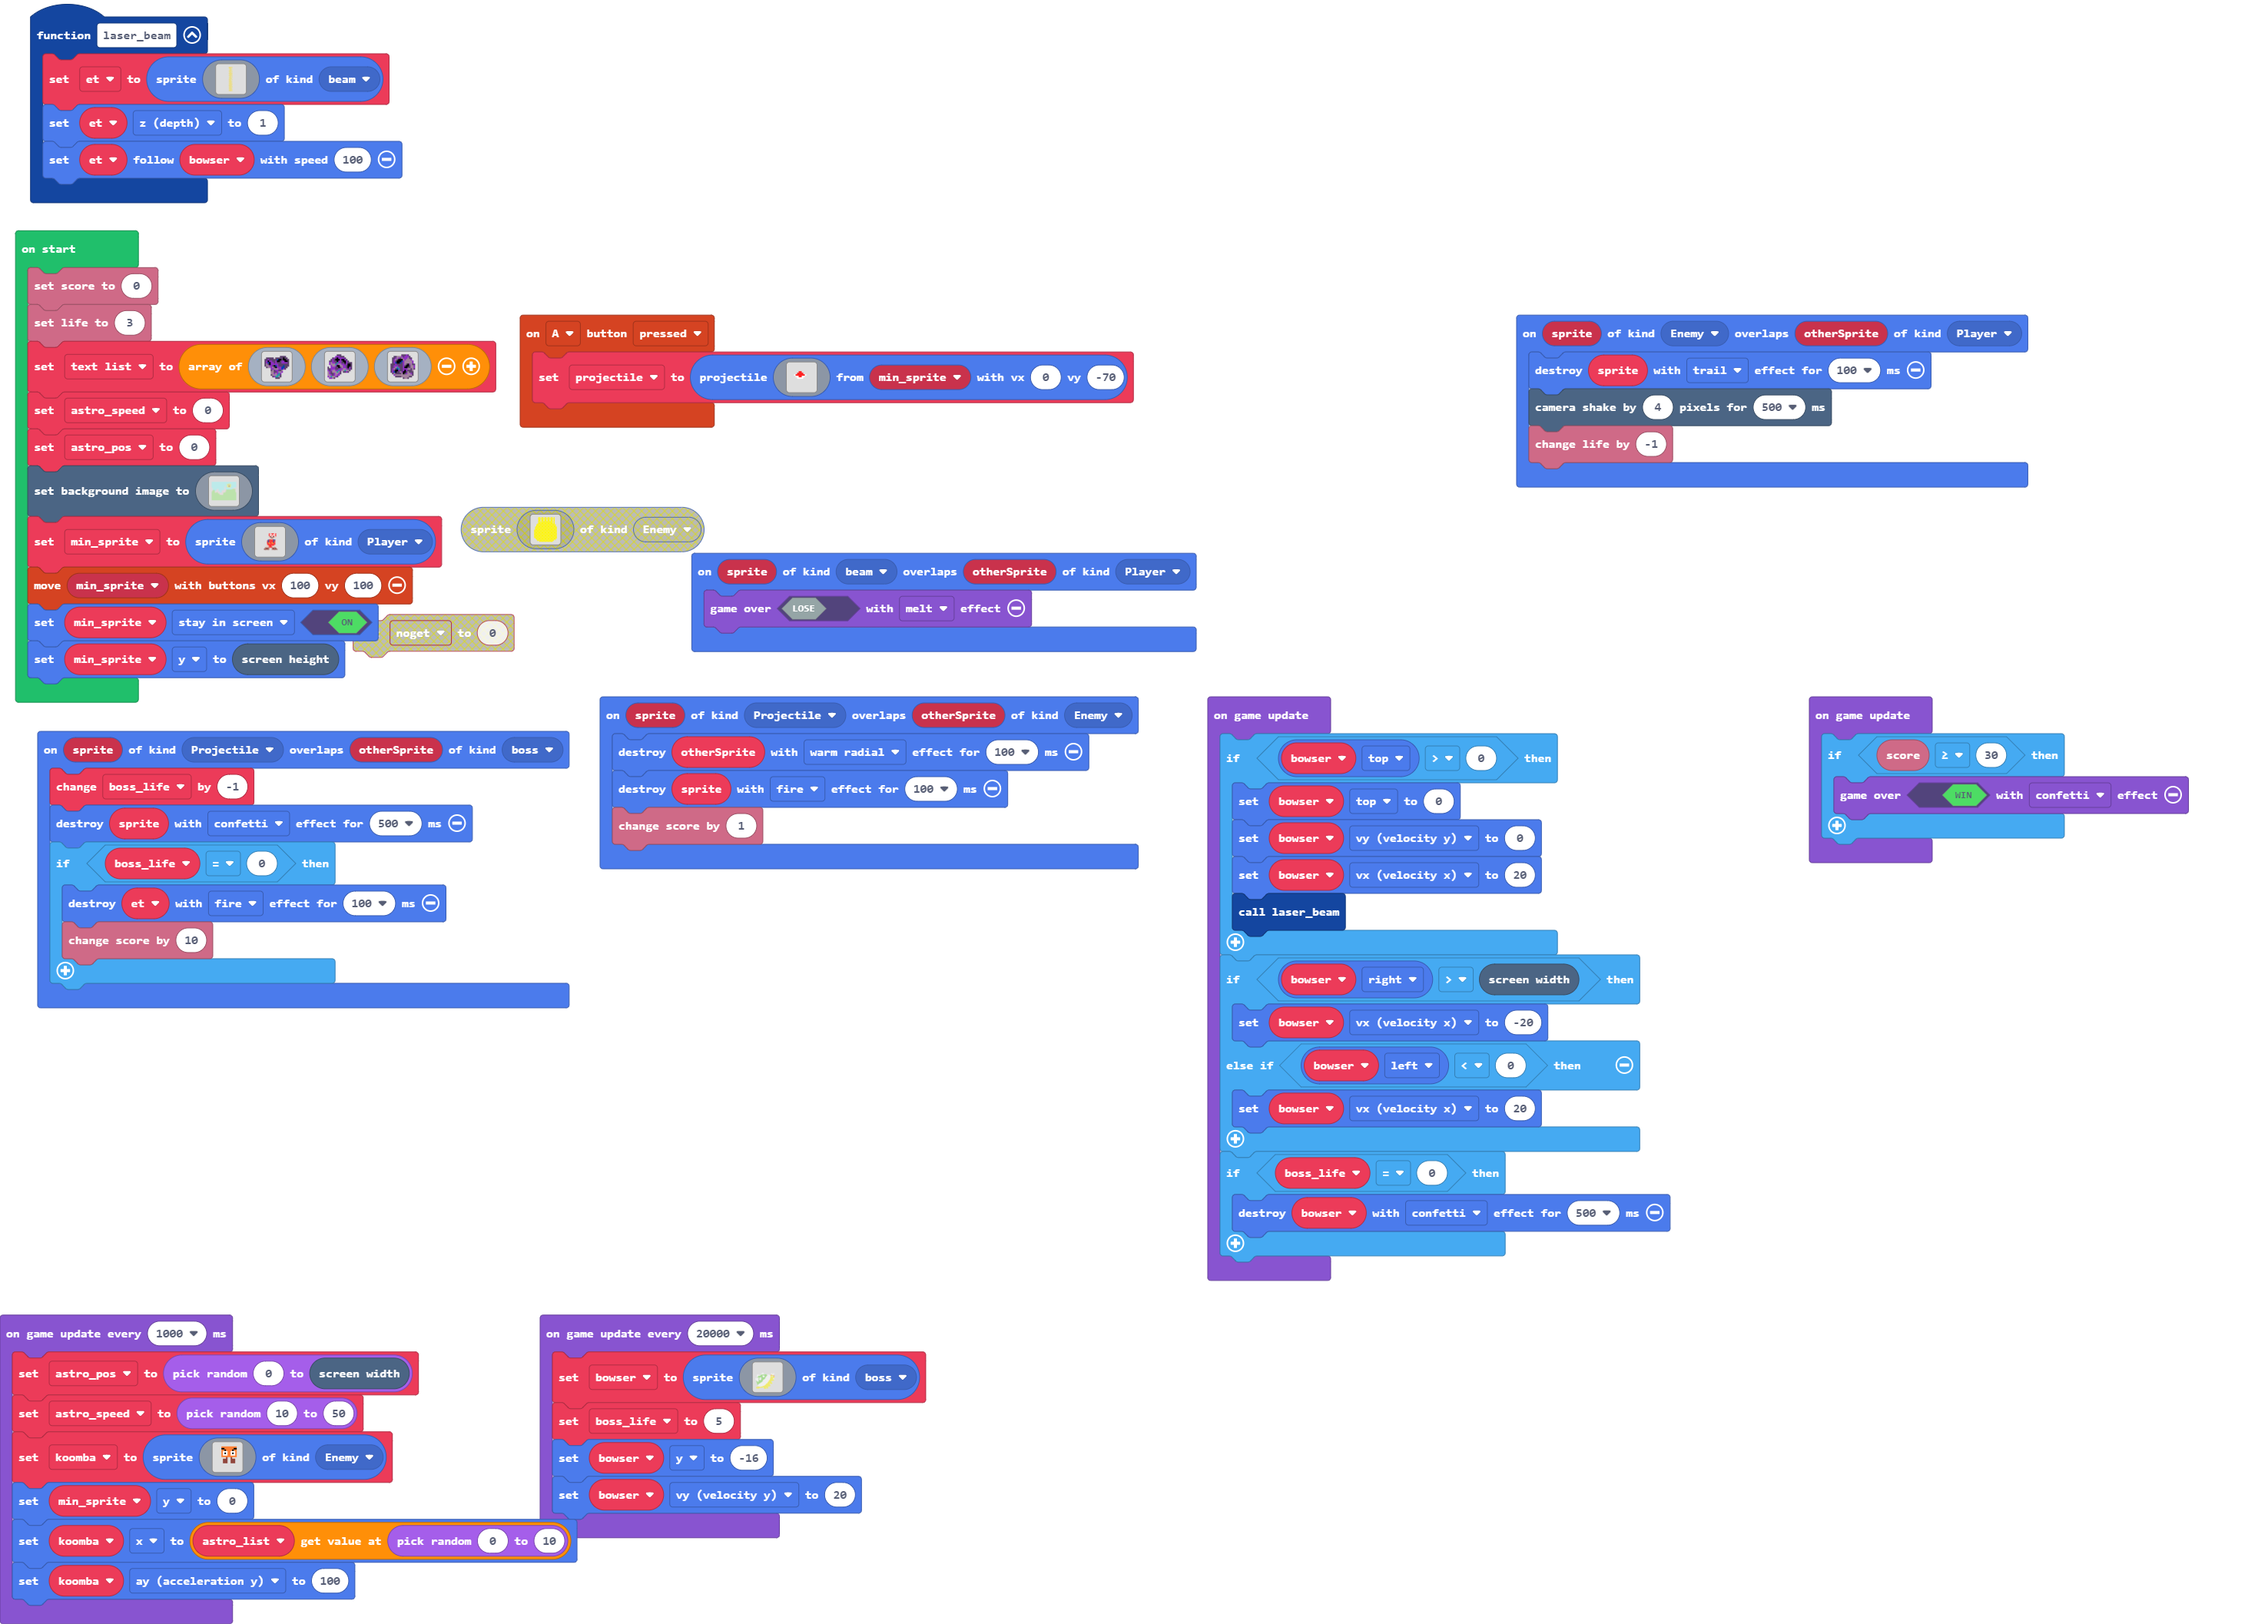 function laser_beam
set et to sprite of kind beam
set et z (depth) to 1
set et follow bowser with speed 100
on start
set score to 0
set life to 3
set text list to array of
set astro_speed to 0
set astro_pos to 0
set background image to
set min_sprite to sprite of kind Player
move min_sprite with buttons vx 100 vy 100
set min_sprite stay in screen ON
set min_sprite y to screen height
on A button pressed
set projectile to projectile from min_sprite with vx 0 vy -70
on sprite of kind Enemy overlaps otherSprite of kind Player
destroy sprite with trail effect for 100 ms
camera shake by 4 pixels for 500 ms
change life by -1
sprite of kind Enemy
noget to 0
on sprite of kind beam overlaps otherSprite of kind Player
game over LOSE with melt effect
on sprite of kind Projectile overlaps otherSprite of kind boss
change boss_life by -1
destroy sprite with confetti effect for 500 ms
if boss_life = 0 then
destroy et with fire effect for 100 ms
change score by 10
on sprite of kind Projectile overlaps otherSprite of kind Enemy
destroy otherSprite with warm radial effect for 100 ms
destroy sprite with fire effect for 100 ms
change score by 1
on game update
if bowser top > 0 then
set bowser top to 0
set bowser vy (velocity y) to 0
set bowser vx (velocity x) to 20
call laser_beam
if bowser right > screen width then
set bowser vx (velocity x) to -20
else if bowser left < 0 then
set bowser vx (velocity x) to 20
if boss_life = 0 then
destroy bowser with confetti effect for 500 ms
on game update
if score ≥ 30 then
game over WIN with confetti effect
on game update every 1000 ms
set astro_pos to pick random 0 to screen width
set astro_speed to pick random 10 to 50
set koomba to sprite of kind Enemy
set min_sprite y to 0
set koomba x to astro_list get value at pick random 0 to 10
set koomba ay (acceleration y) to 100
on game update every 20000 ms
set bowser to sprite of kind boss
set boss_life to 5
set bowser y to -16
set bowser vy (velocity y) to 20